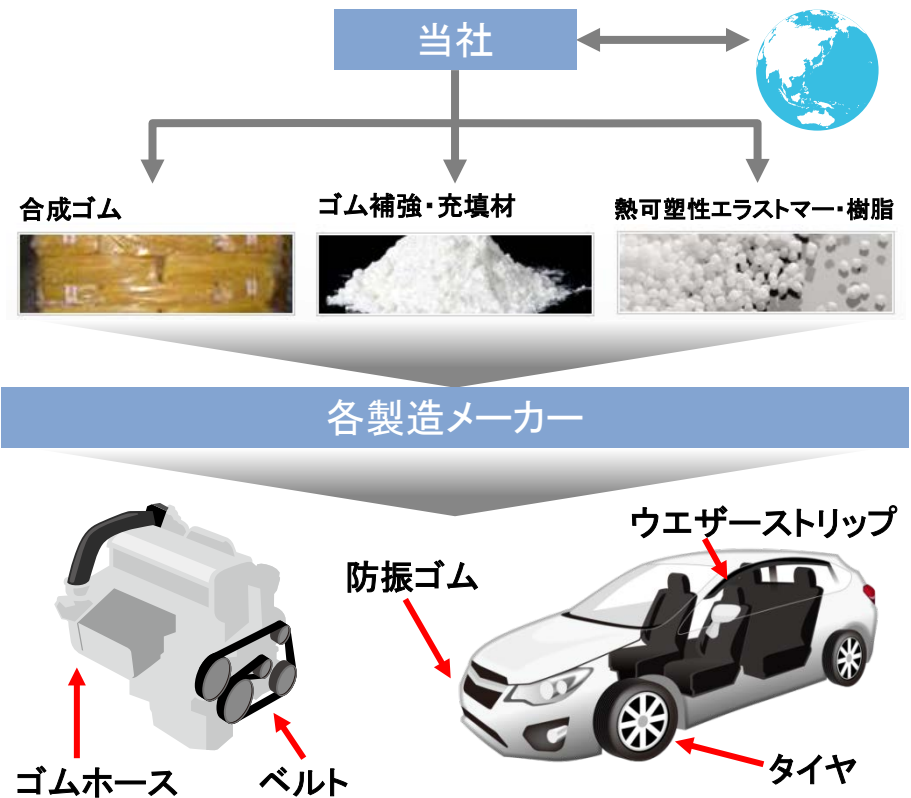 当社
合成ゴム
ゴム補強・充填材
熱可塑性エラストマー・樹脂
各製造メーカー
ウエザーストリップ
防振ゴム
ゴムホース
ベルト
タイヤ